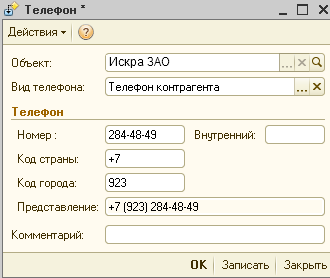 Телефон *
Действия
Объект: Искра ЗАО
Вид телефона: Телефон контрагента
Телефон
Номер : 284-48-49 Внутренний:
Код страны: +7
Код города: 923
Представление: +7 (923) 284-48-49
Комментарий:
OK Записать Закрыть